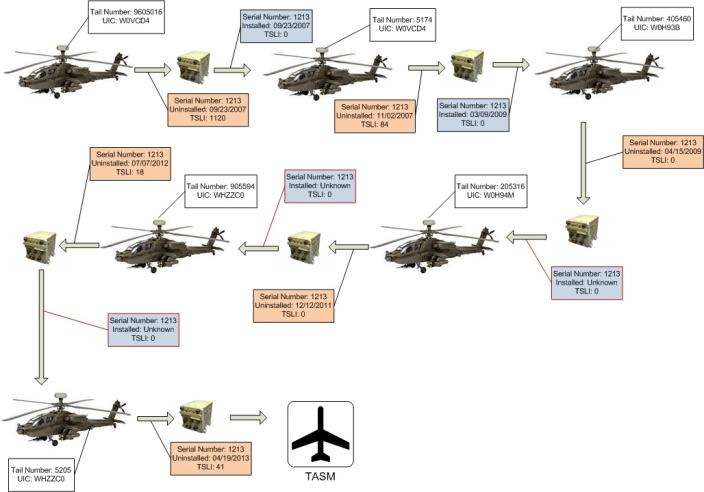 Tail Number: 9605016
UIC: W0VCD4
Serial Number: 1213
Uninstalled: 09/23/2007
TSLI: 1120
Serial Number: 1213
Installed: 09/23/2007
TSLI: 0
Tail Number: 5174
UIC: W0VCD4
Serial Number: 1213
Uninstalled: 11/02/2007
TSLI: 84
Serial Number: 1213
Installed: 03/09/2009
TSLI: 0
Tail Number: 405460
UIC: W0H93B
Serial Number: 1213
Uninstalled: 04/15/2009
TSLI: 0
Serial Number: 1213
Installed: Unknown
TSLI: 0
Tail Number: 205316
UIC: W0H94M
Serial Number: 1213
Uninstalled: 12/12/2011
TSLI: 0
Serial Number: 1213
Installed: Unknown
TSLI: 0
Tail Number: 905594
UIC: WHZZC0
Serial Number: 1213
Uninstalled: 07/07/2012
TSLI: 18
Serial Number: 1213
Installed: Unknown
TSLI: 0
Tail Number: 5205
UIC: WHZZC0
Serial Number: 1213
Uninstalled: 04/19/2013
TSLI: 41
TASM